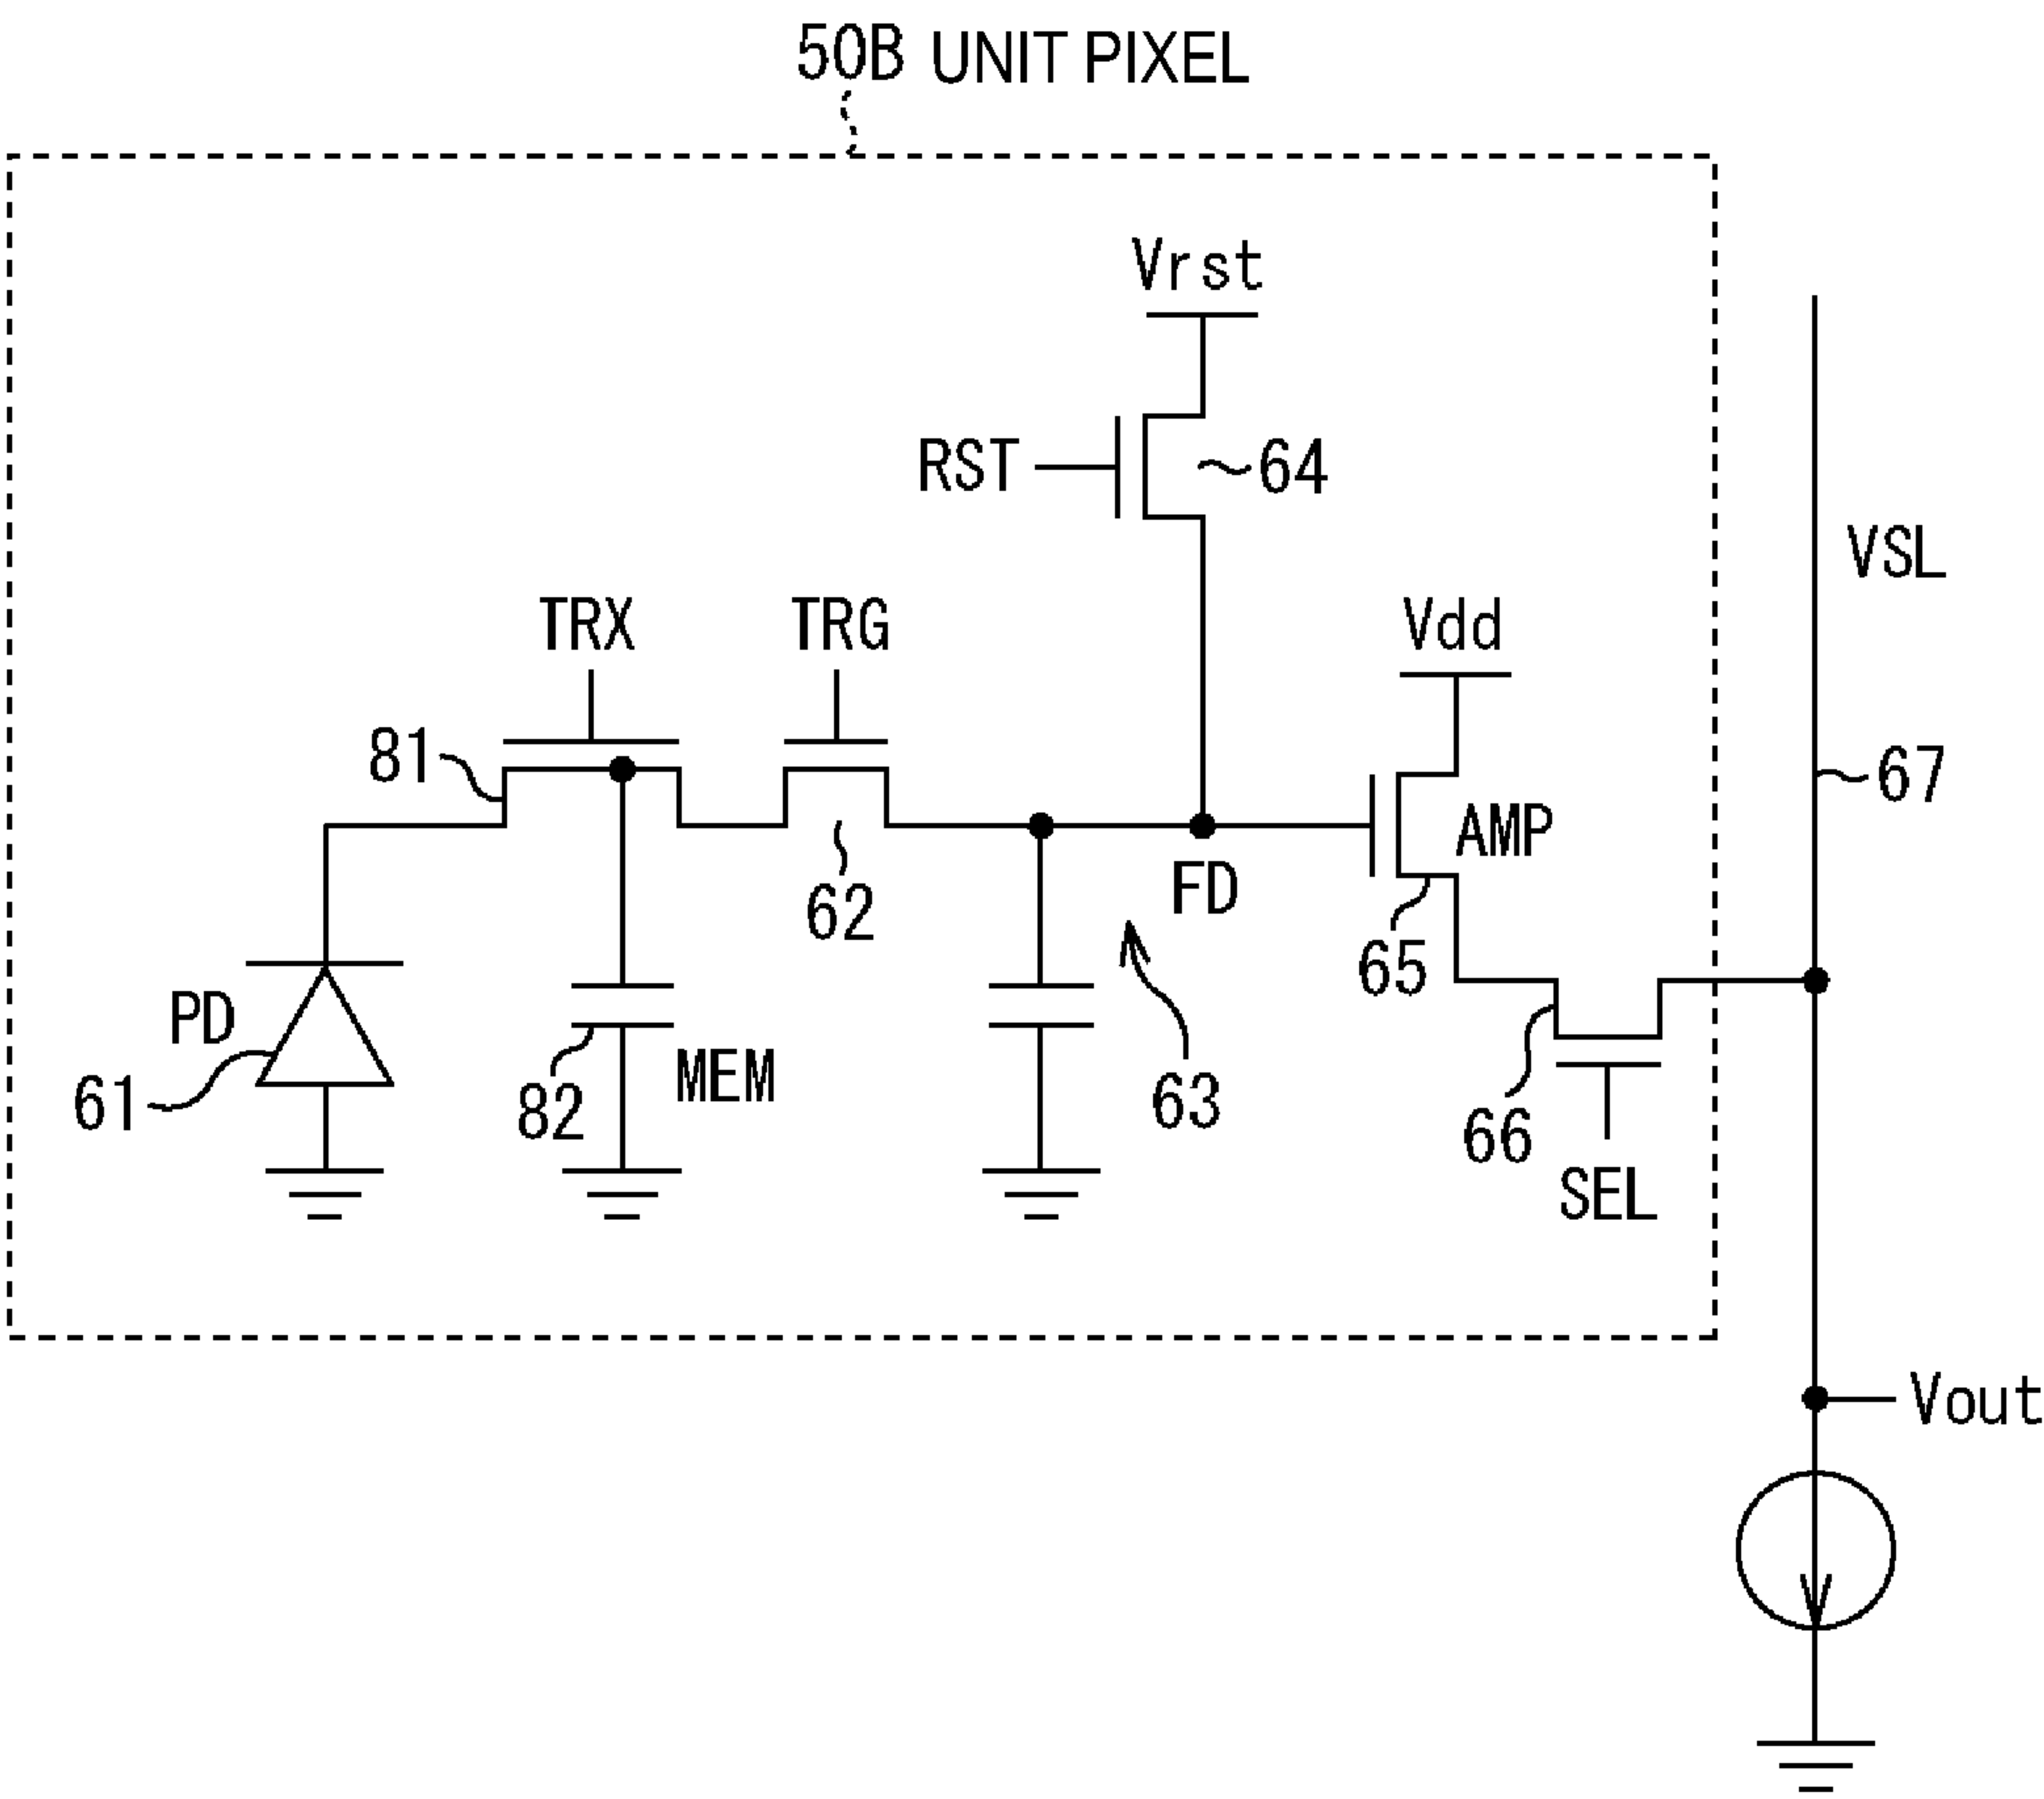 50B UNIT PIXEL
Vrst
RST
64
VSL
TRX
TRG
Vdd
81
67
AMP
62
FD
65
PD
MEM
61
82
63
66
SEL
Vout